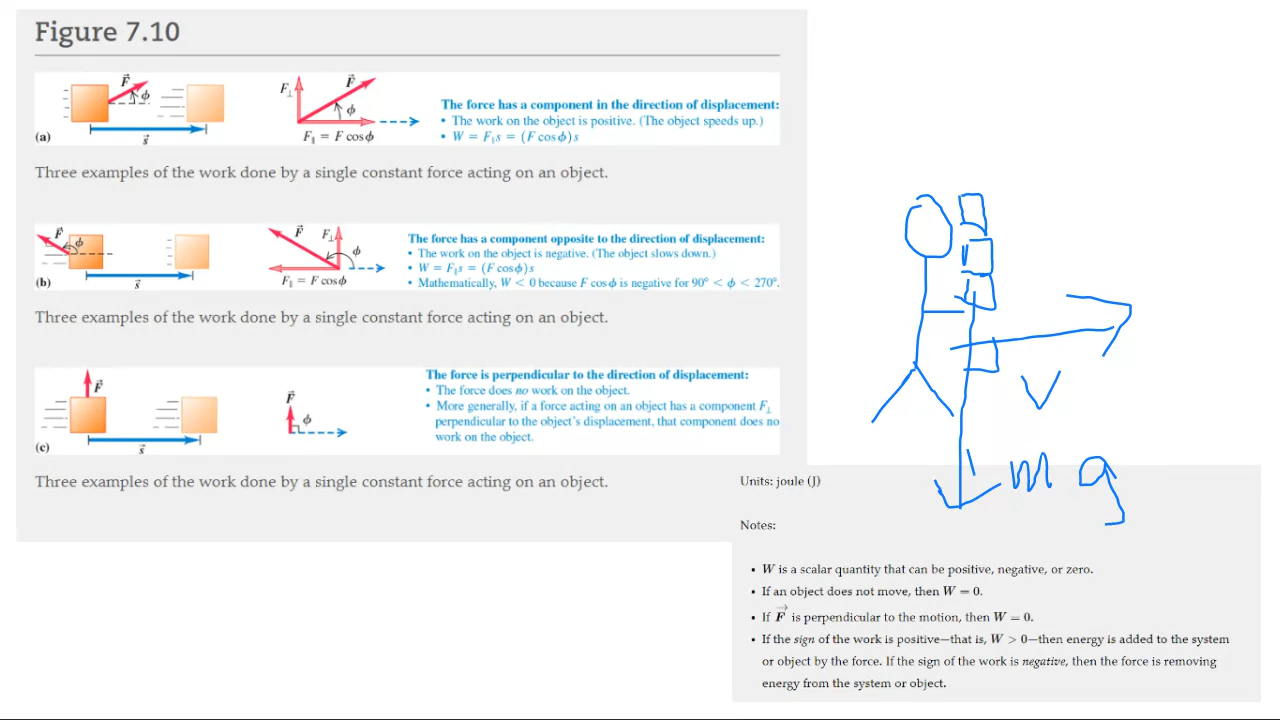 Figure 7.10
F⃗
ϕ
s⃗
(a)
F⊥
F⃗
ϕ
F∥ = F cosϕ
The force has a component in the direction of displacement:
• The work on the object is positive. (The object speeds up.)
• W = F∥s = (F cosϕ)s
Three examples of the work done by a single constant force acting on an object.
F⃗
ϕ
s⃗
(b)
F⃗
F⊥
ϕ
F∥ = F cosϕ
The force has a component opposite to the direction of displacement:
• The work on the object is negative. (The object slows down.)
• W = F∥s = (F cosϕ)s
• Mathematically, W < 0 because F cosϕ is negative for 90° < ϕ < 270°.
Three examples of the work done by a single constant force acting on an object.
F⃗
s⃗
(c)
F⃗
ϕ
The force is perpendicular to the direction of displacement:
• The force does no work on the object.
• More generally, if a force acting on an object has a component F⊥
perpendicular to the object's displacement, that component does no
work on the object.
Three examples of the work done by a single constant force acting on an object.
V
mg
Units: joule (J)
Notes:
• W is a scalar quantity that can be positive, negative, or zero.
• If an object does not move, then W = 0.
• If F⃗ is perpendicular to the motion, then W = 0.
• If the sign of the work is positive—that is, W > 0—then energy is added to the system
or object by the force. If the sign of the work is negative, then the force is removing
energy from the system or object.